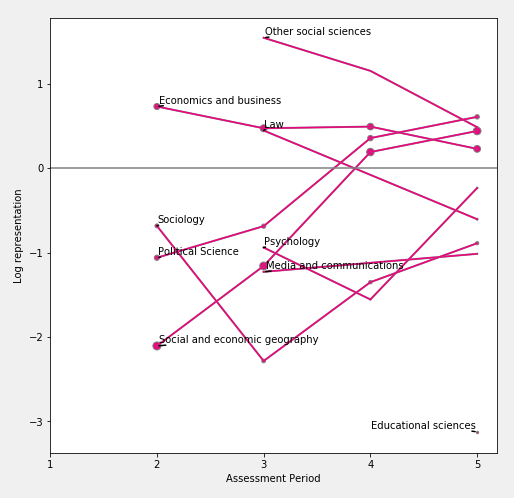 Other social sciences
1
Economics and business
Law
0
Log representation
Sociology
Psychology
Political Science
−1
Media and communications
−2
Social and economic geography
−3
Educational sciences
1 2 3 4 5
Assessment Period